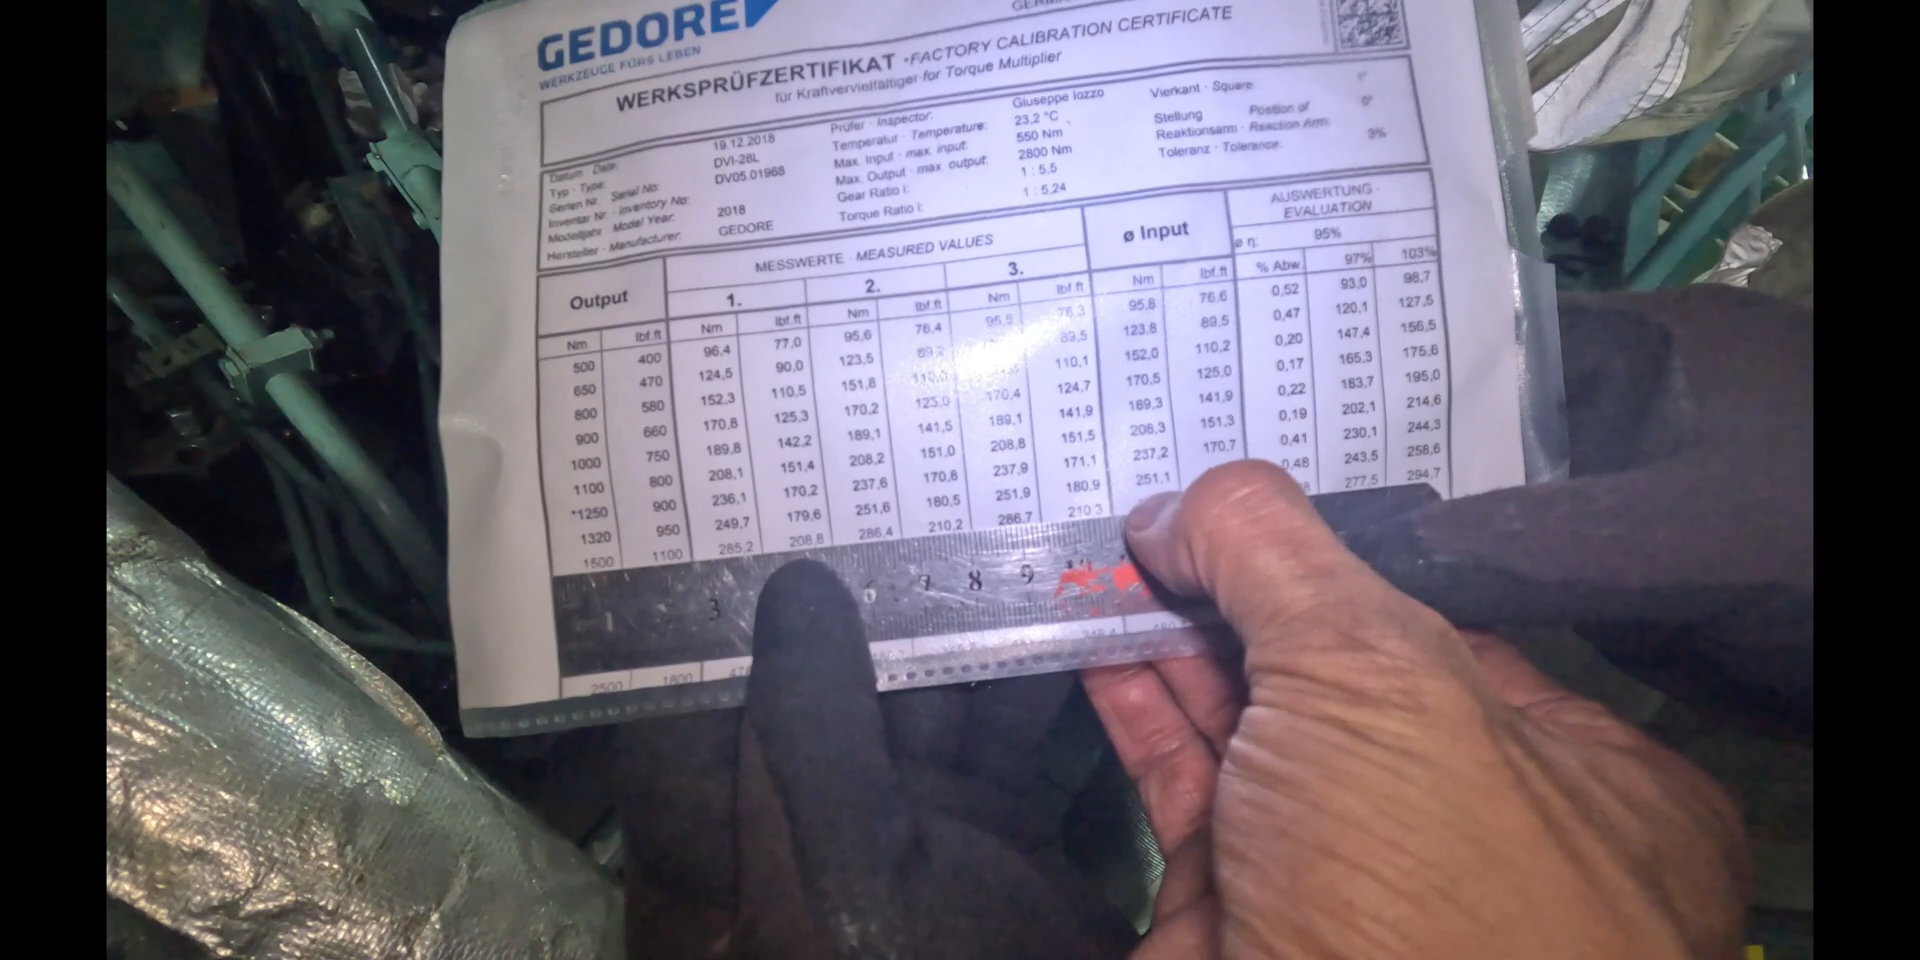 GEDORE
WERKZEUGE FÜRS LEBEN
WERKSPRÜFZERTIFIKAT · FACTORY CALIBRATION CERTIFICATE
für Kraftvervielfältiger · for Torque Multiplier
Datum · Date: 19.12.2018 Prüfer · Inspector: Giuseppe Iozzo Vierkant · Square:
Typ · Type: DVI-28L Temperatur · Temperature: 23,2 °C Stellung Position of 0°
Serien Nr. Serial No: DV05.01968 Max. Input · max. input: 550 Nm Reaktionsarm · Reaction Arm:
Inventar Nr. · Inventory No: Max. Output · max. output: 2800 Nm Toleranz · Tolerance: 3%
Modelljahr · Model Year: 2018 Gear Ratio i: 1 : 5,5
Hersteller · Manufacturer: GEDORE Torque Ratio i: 1 : 5,24
Output MESSWERTE · MEASURED VALUES ø Input AUSWERTUNG · EVALUATION
1. 2. 3. ø η: 95%
Nm lbf.ft Nm lbf.ft Nm lbf.ft Nm lbf.ft Nm lbf.ft % Abw. 97% 103%
500 400 96,4 77,0 95,6 76,4 95,5 76,3 95,8 76,6 0,52 93,0 98,7
650 470 124,5 90,0 123,5 89,2 89,5 123,8 89,5 0,47 120,1 127,5
800 580 152,3 110,5 151,8 110,1 152,0 110,2 0,20 147,4 156,5
900 660 170,8 125,3 170,2 125,0 170,4 124,7 170,5 125,0 0,17 165,3 175,6
1000 750 189,8 142,2 189,1 141,5 189,1 141,9 189,3 141,9 0,22 183,7 195,0
1100 800 208,1 151,4 208,2 151,0 208,8 151,5 208,3 151,3 0,19 202,1 214,6
*1250 900 236,1 170,2 237,6 170,8 237,9 171,1 237,2 170,7 0,41 230,1 244,3
1320 950 249,7 179,6 251,6 180,5 251,9 180,9 251,1 0,48 243,5 258,6
1500 1100 285,2 208,8 286,4 210,2 286,7 210,3 277,5 294,7
3 6 7 8 9
2500 1800